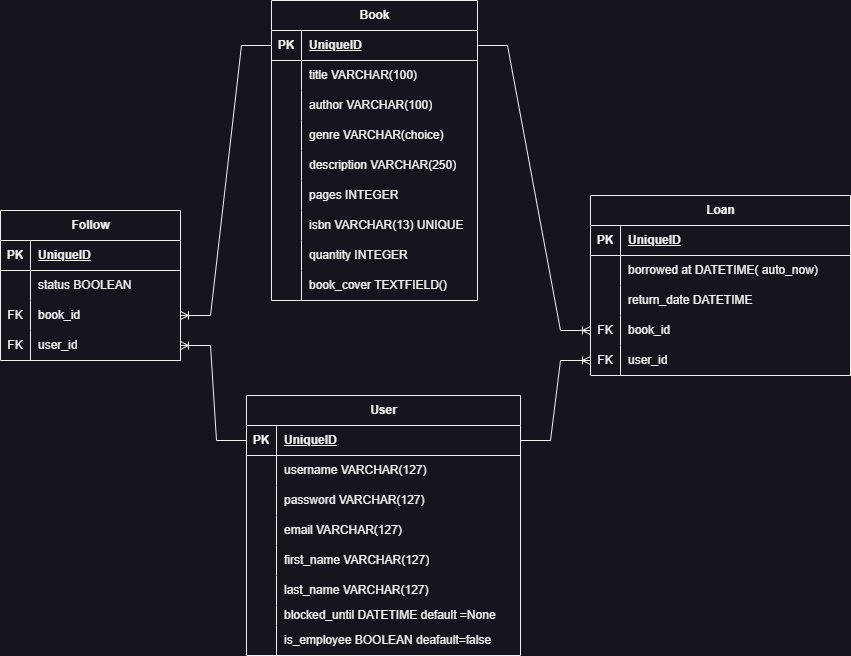 Book
PK UniqueID
title VARCHAR(100)
author VARCHAR(100)
genre VARCHAR(choice)
description VARCHAR(250)
pages INTEGER
isbn VARCHAR(13) UNIQUE
quantity INTEGER
book_cover TEXTFIELD()
Follow
PK UniqueID
status BOOLEAN
FK book_id
FK user_id
Loan
PK UniqueID
borrowed at DATETIME( auto_now)
return_date DATETIME
FK book_id
FK user_id
User
PK UniqueID
username VARCHAR(127)
password VARCHAR(127)
email VARCHAR(127)
first_name VARCHAR(127)
last_name VARCHAR(127)
blocked_until DATETIME default =None
is_employee BOOLEAN deafault=false